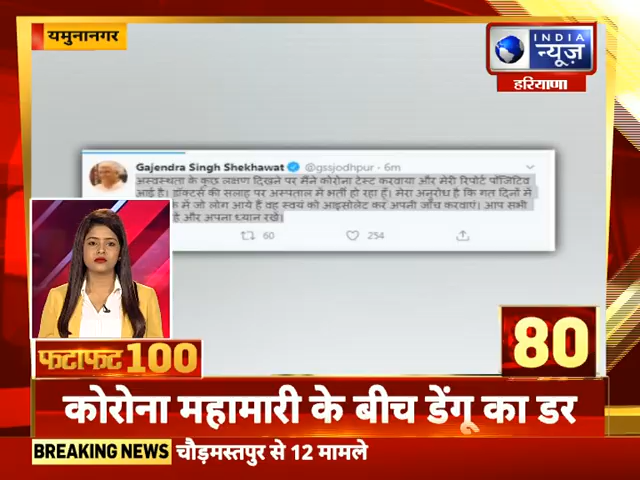 यमुनानगर
INDIA
न्यूज़
हरियाणा
Gajendra Singh Shekhawat @gssjodhpur · 6m
अस्वस्थता के कुछ लक्षण दिखने पर मैंने कोरोना टेस्ट करवाया और मेरी रिपोर्ट पॉजिटिव
आई है। डॉक्टर्स की सलाह पर अस्पताल में भर्ती हो रहा हूँ। मेरा अनुरोध है कि गत दिनों में
में जो लोग आये हैं वह स्वयं को आइसोलेट कर अपनी जाँच करवाएं। आप सभी
है और अपना ध्यान रखें।
60 254
फटाफट 100
80
कोरोना महामारी के बीच डेंगू का डर
BREAKING NEWS चौड़मस्तपुर से 12 मामले